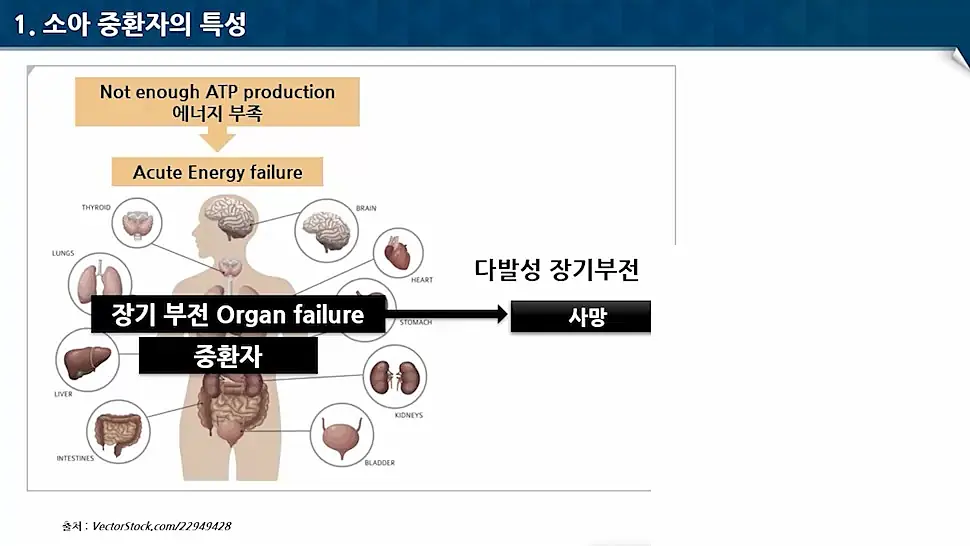 1. 소아 중환자의 특성
Not enough ATP production
에너지 부족
Acute Energy failure
THYROID
BRAIN
LUNGS
HEART
다발성 장기부전
장기 부전 Organ failure
사망
STOMACH
중환자
LIVER
KIDNEYS
INTESTINES
BLADDER
출처 : VectorStock.com/22949428